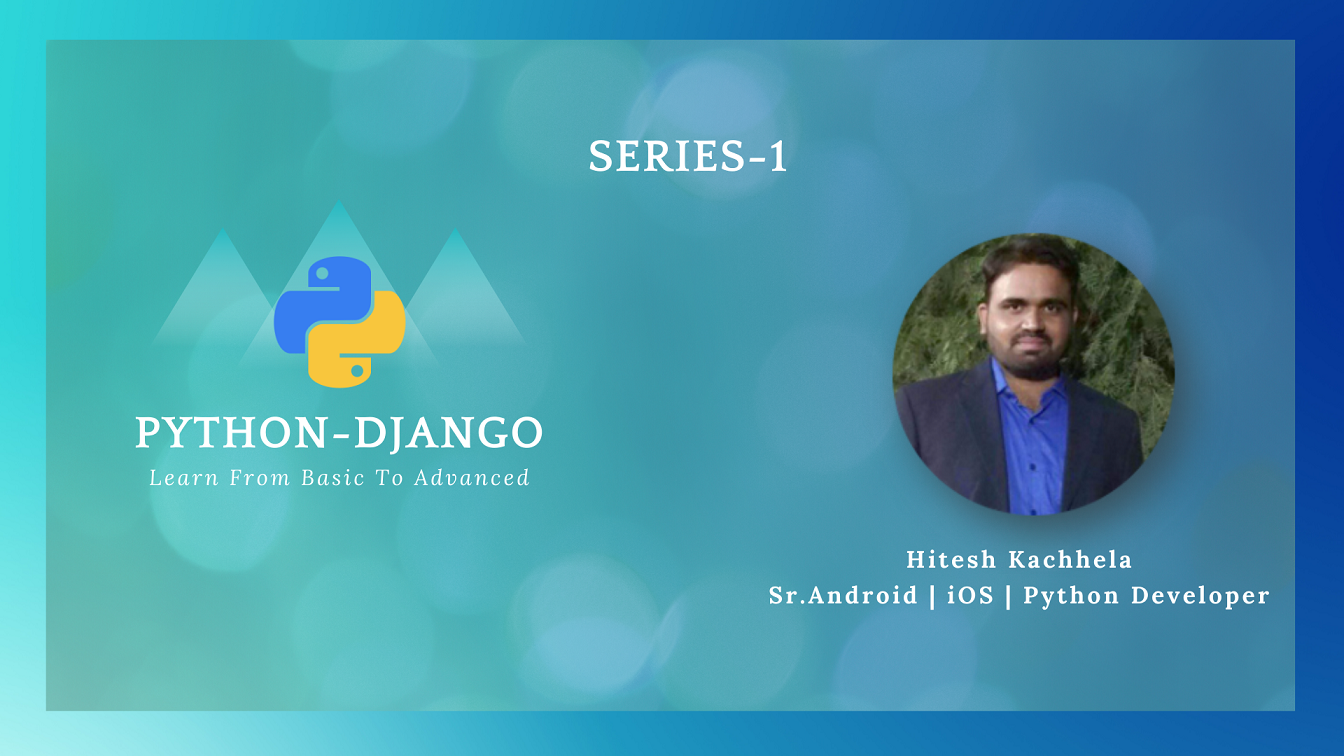 SERIES-1
PYTHON-DJANGO
Learn From Basic To Advanced
Hitesh Kachhela
Sr.Android | iOS | Python Developer